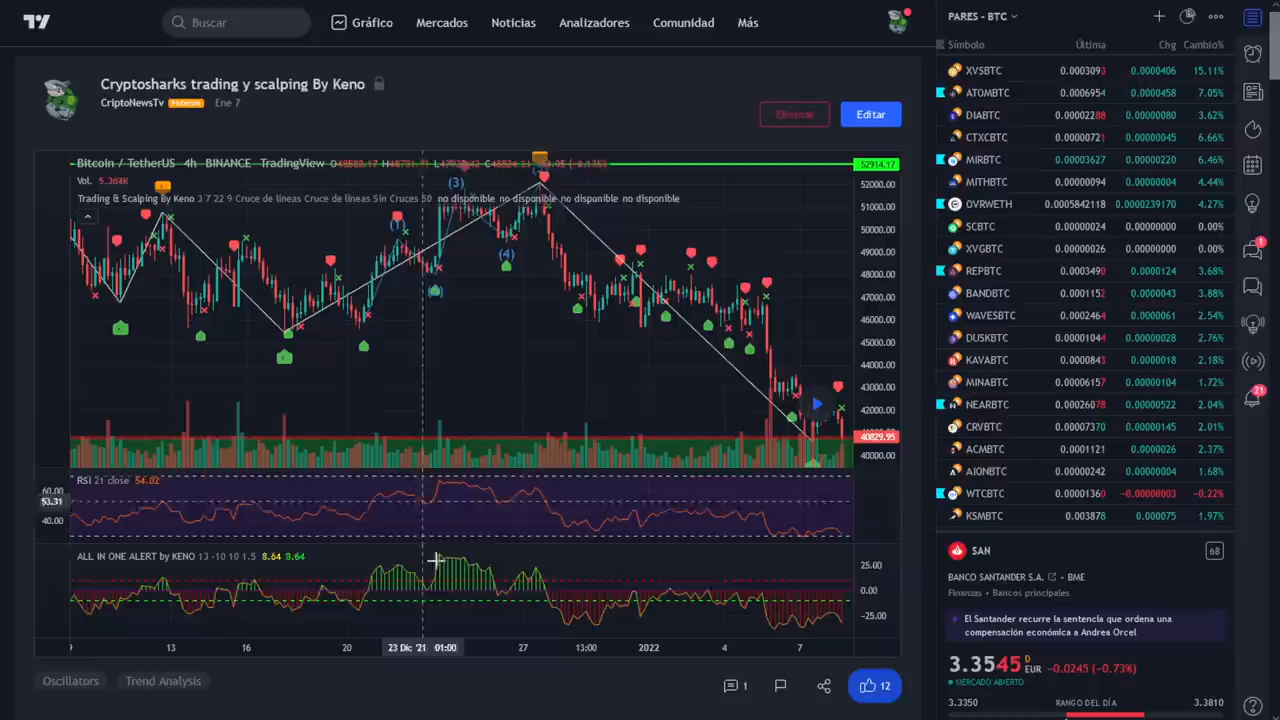 Buscar
Gráfico
Mercados
Noticias
Analizadores
Comunidad
Más
Cryptosharks trading y scalping By Keno
CriptoNewsTv
Ene 7
Eliminar
Editar
Bitcoin / TetherUS 4h BINANCE TradingView
Vol. 5.364K
Trading & Scalping By Keno 3 7 22 9 Cruce de líneas Cruce de líneas Sin Cruces 50 no disponible no disponible no disponible no disponible
(1)
(3)
(4)
52914.17
52000.00
51000.00
50000.00
49000.00
48000.00
47000.00
46000.00
44000.00
43000.00
42000.00
40829.95
40000.00
RSI 21 close 54.02
60.00
53.31
40.00
ALL IN ONE ALERT by KENO 13 -10 10 1.5 8.64 8.64
25.00
0.00
-25.00
13
16
20
23 Dic '21 01:00
27
13:00
2022
4
7
Oscillators
Trend Analysis
1
12
PARES - BTC
Símbolo Última Chg Cambio%
XVSBTC 0.0003093 0.0000406 15.11%
ATOMBTC 0.0006954 0.0000458 7.05%
DIABTC 0.00002288 0.00000080 3.62%
CTXCBTC 0.00000721 0.00000045 6.66%
MIRBTC 0.00003627 0.00000220 6.46%
MITHBTC 0.00000094 0.00000004 4.44%
OVRWETH 0.0005842118 0.0000239170 4.27%
SCBTC 0.00000024 0.00000000 0.00%
XVGBTC 0.00000026 0.00000000 0.00%
REPBTC 0.0003490 0.0000124 3.68%
BANDBTC 0.0001152 0.0000043 3.88%
WAVESBTC 0.0002464 0.0000061 2.54%
DUSKBTC 0.00001044 0.00000028 2.76%
KAVABTC 0.0000843 0.0000018 2.18%
MINABTC 0.00006157 0.00000104 1.72%
NEARBTC 0.00026078 0.00000522 2.04%
CRVBTC 0.00007370 0.00000145 2.01%
ACMBTC 0.0001121 0.0000026 2.37%
AIONBTC 0.00000242 0.00000004 1.68%
WTCBTC 0.00001360 -0.00000003 -0.22%
KSMBTC 0.003878 0.000075 1.97%
1
21
SAN
68
BANCO SANTANDER S.A. • BME
Finanzas • Bancos principales
El Santander recurre la sentencia que ordena una
compensación económica a Andrea Orcel
3.3545 D EUR -0.0245 (-0.73%)
MERCADO ABIERTO
3.3350 RANGO DEL DÍA 3.3810